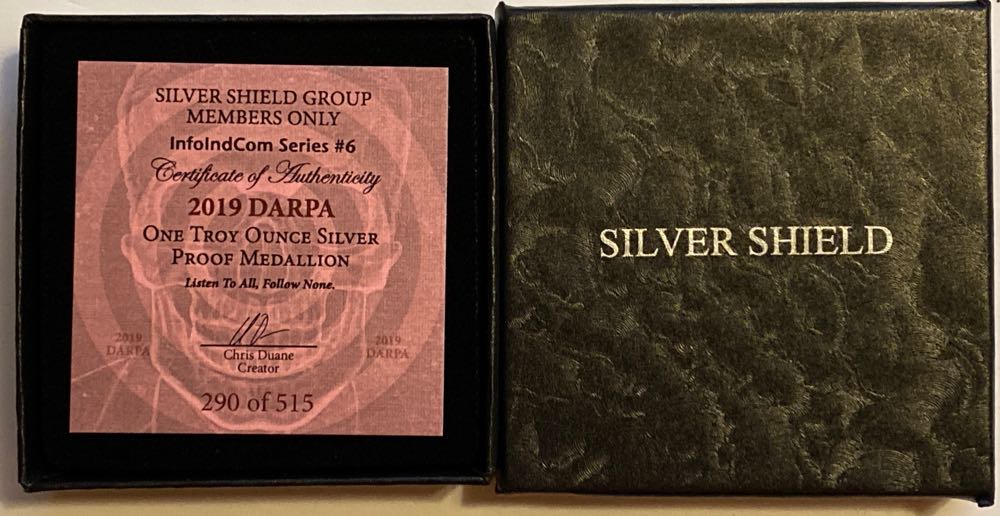 SILVER SHIELD GROUP
MEMBERS ONLY
InfoIndCom Series #6
Certificate of Authenticity
2019 DARPA
ONE TROY OUNCE SILVER
PROOF MEDALLION
Listen To All, Follow None.
Chris Duane
Creator
290 of 515
2019
DARPA
2019
DARPA
SILVER SHIELD